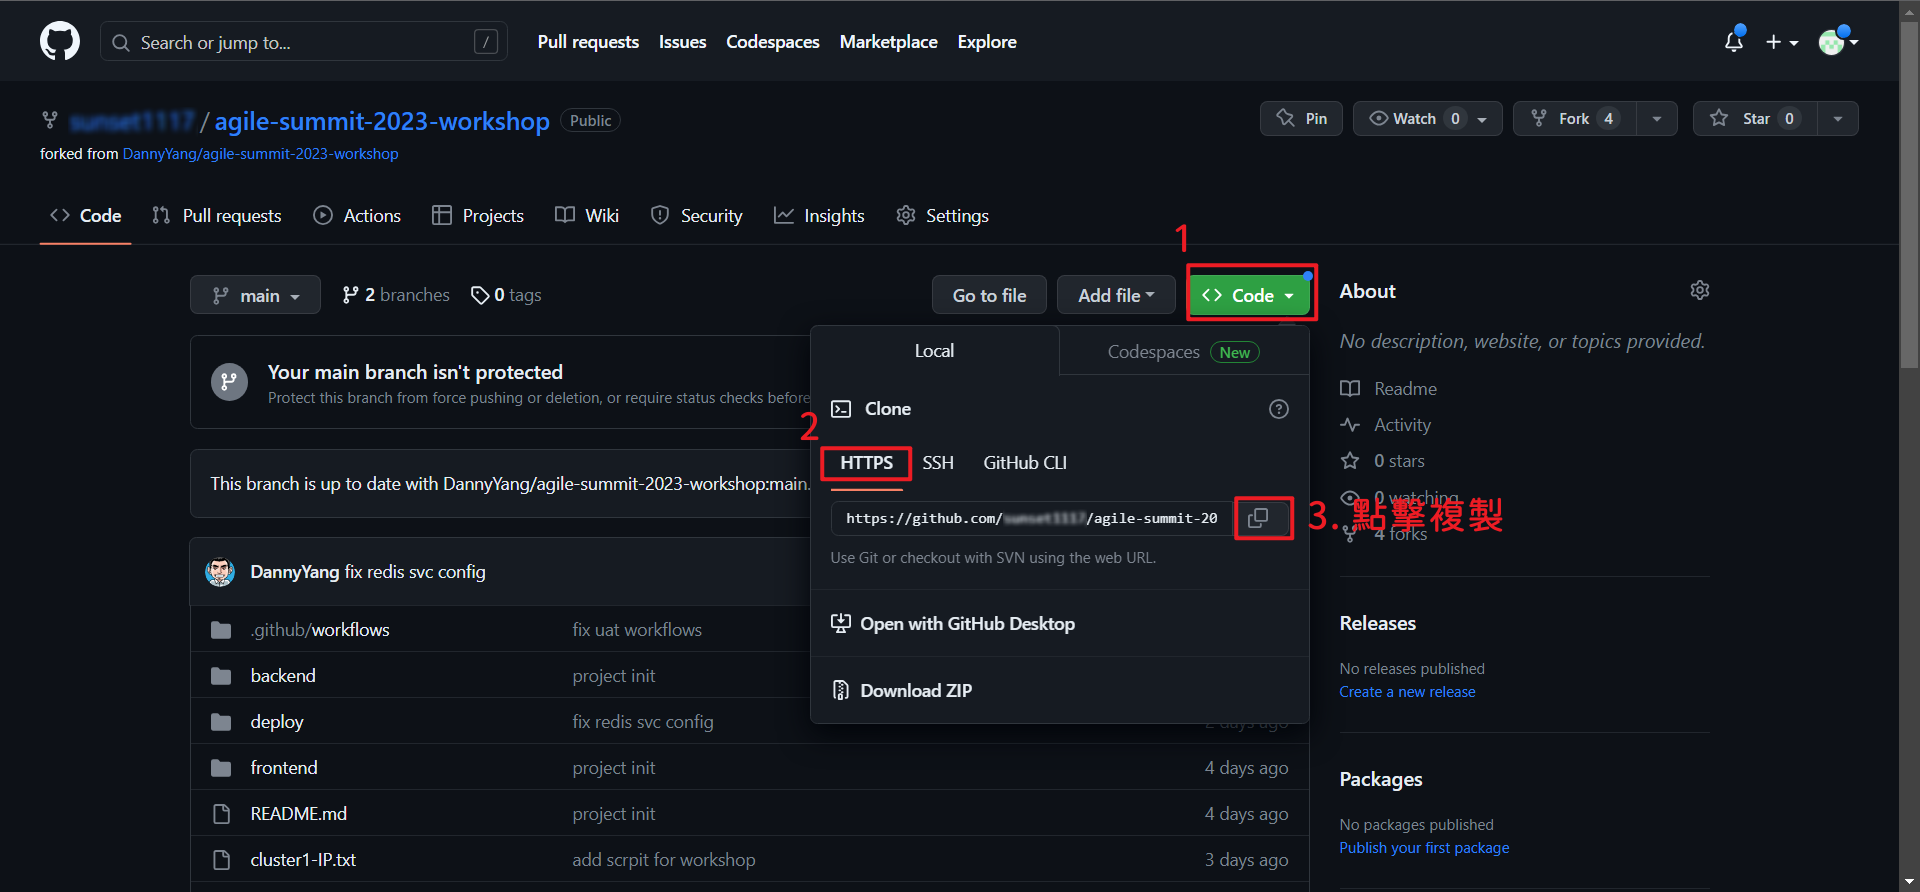 Search or jump to... /
Pull requests Issues Codespaces Marketplace Explore
/ agile-summit-2023-workshop Public
Pin Watch 0 Fork 4 Star 0
forked from DannyYang/agile-summit-2023-workshop
Code Pull requests Actions Projects Wiki Security Insights Settings
1
main 2 branches 0 tags
Go to file Add file Code
Your main branch isn't protected
Protect this branch from force pushing or deletion, or require status checks before
This branch is up to date with DannyYang/agile-summit-2023-workshop:main.
DannyYang fix redis svc config
.github/workflows fix uat workflows
backend project init
deploy fix redis svc config 2 days ago
frontend project init 4 days ago
README.md project init 4 days ago
cluster1-IP.txt add scrpit for workshop 3 days ago
Local Codespaces New
Clone
2
HTTPS SSH GitHub CLI
https://github.com/ /agile-summit-20
3. 點擊複製
Use Git or checkout with SVN using the web URL.
Open with GitHub Desktop
Download ZIP
About
No description, website, or topics provided.
Readme
Activity
0 stars
0 watching
4 forks
Releases
No releases published
Create a new release
Packages
No packages published
Publish your first package